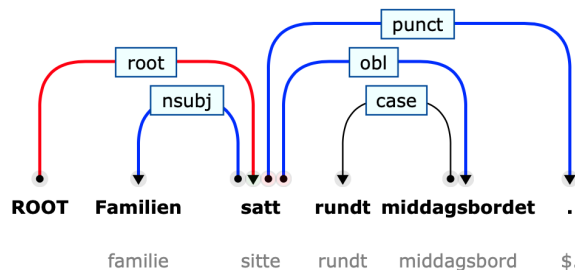 punct
root obl
nsubj case
ROOT Familien satt rundt middagsbordet .
familie sitte rundt middagsbord $.